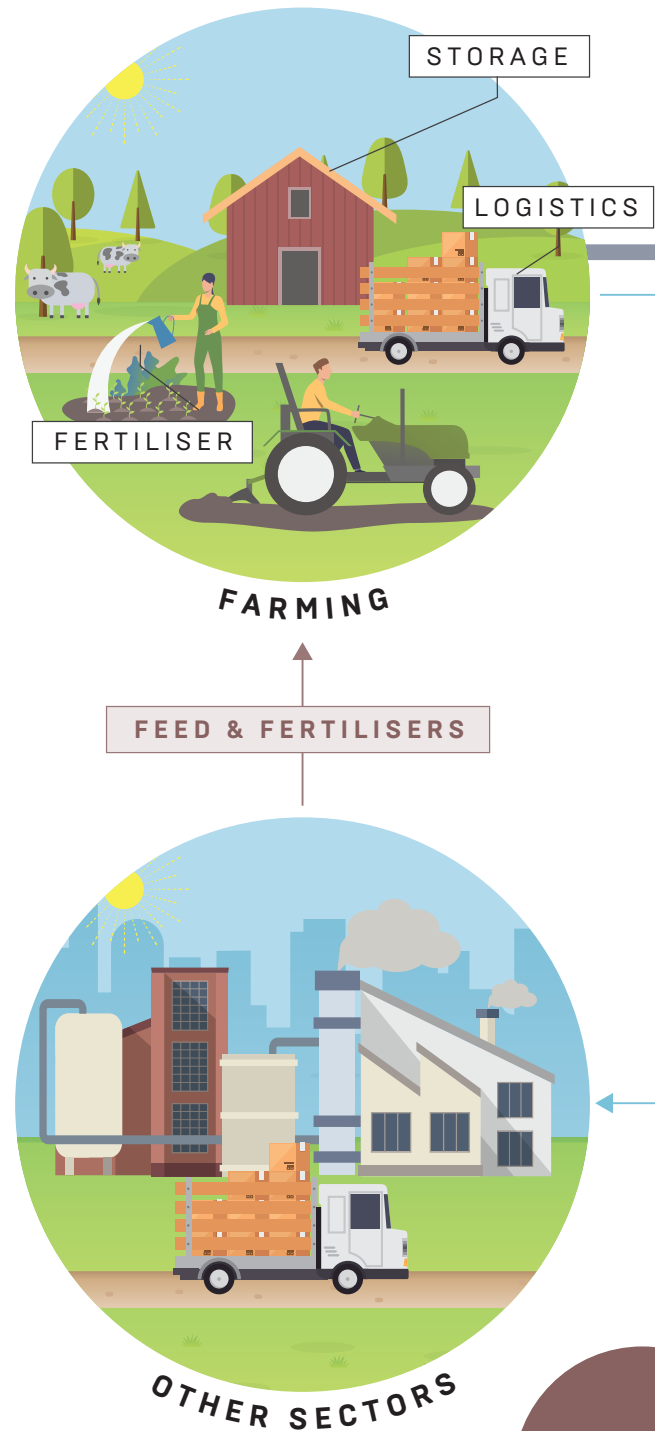 STORAGE
LOGISTICS
FERTILISER
FARMING
FEED & FERTILISERS
OTHER SECTORS